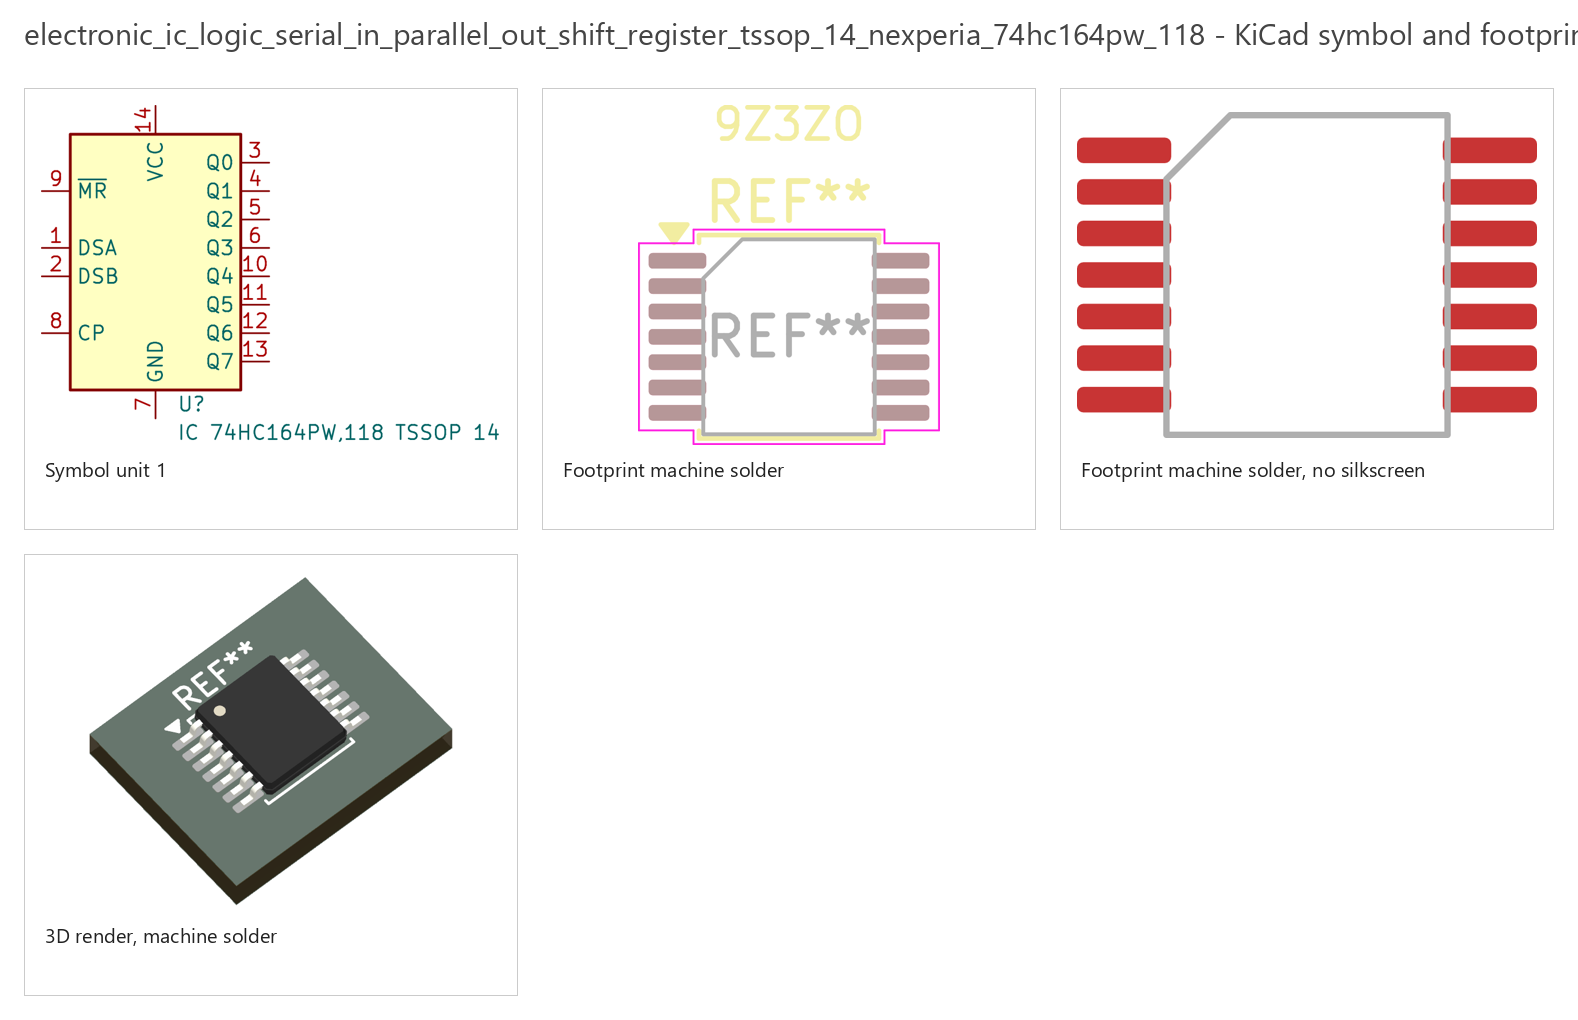 electronic_ic_logic_serial_in_parallel_out_shift_register_tssop_14_nexperia_74hc164pw_118 - KiCad symbol and
14
VCC
9
MR
1
DSA
2
DSB
8
CP
Q0
3
Q1
4
Q2
5
Q3
6
Q4
10
Q5
11
Q6
12
Q7
13
GND
7
U?
IC 74HC164PW,118 TSSOP 14
Symbol unit 1
9Z3Z0
REF**
REF**
Footprint machine solder
Footprint machine solder, no silkscreen
REF**
3D render, machine solder